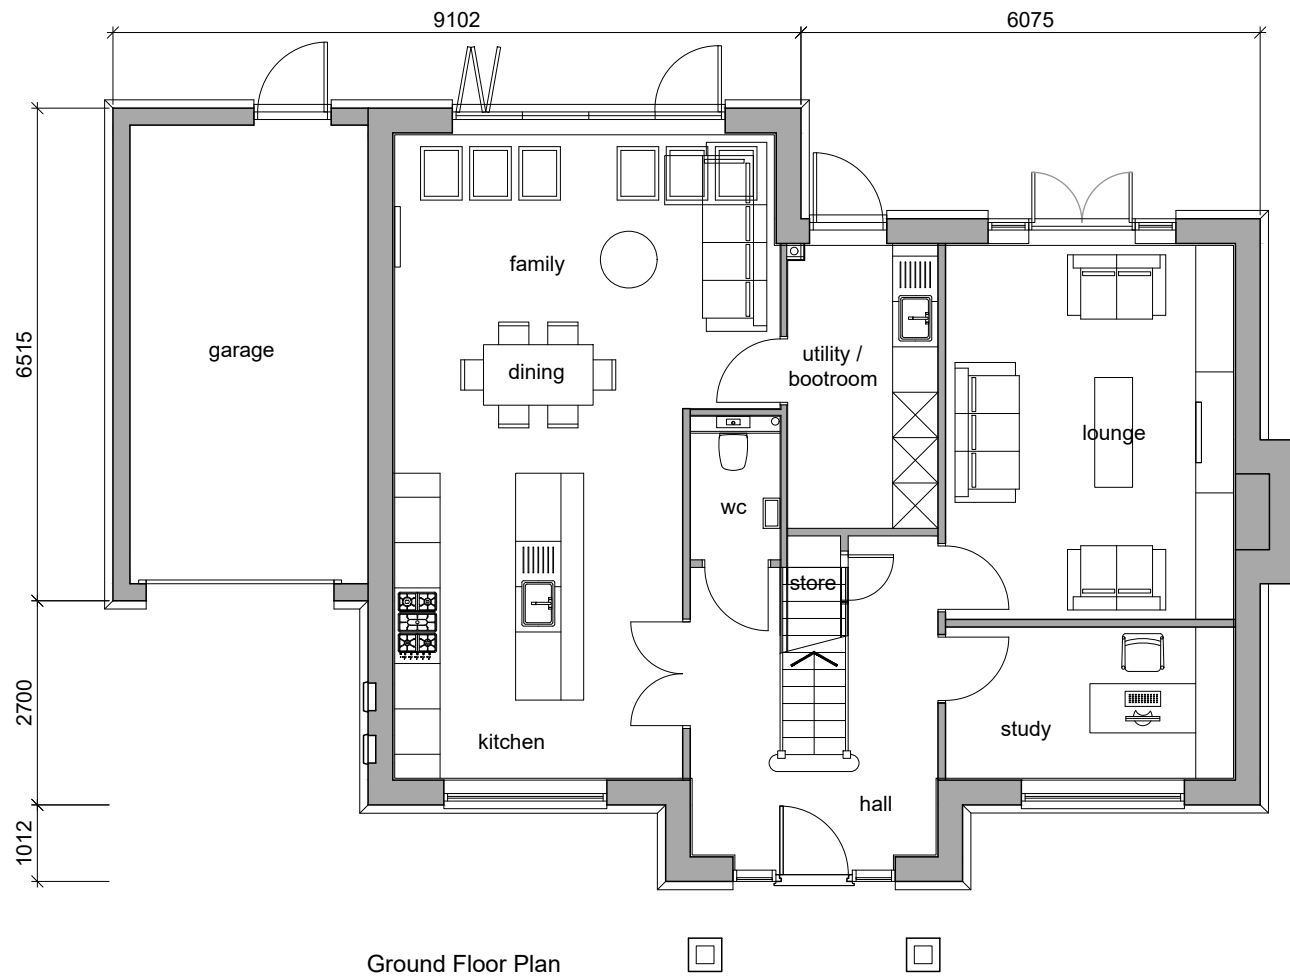 9102
6075
6515
2700
1012
family
garage
dining
utility /
bootroom
lounge
wc
store
kitchen
study
hall
Ground Floor Plan